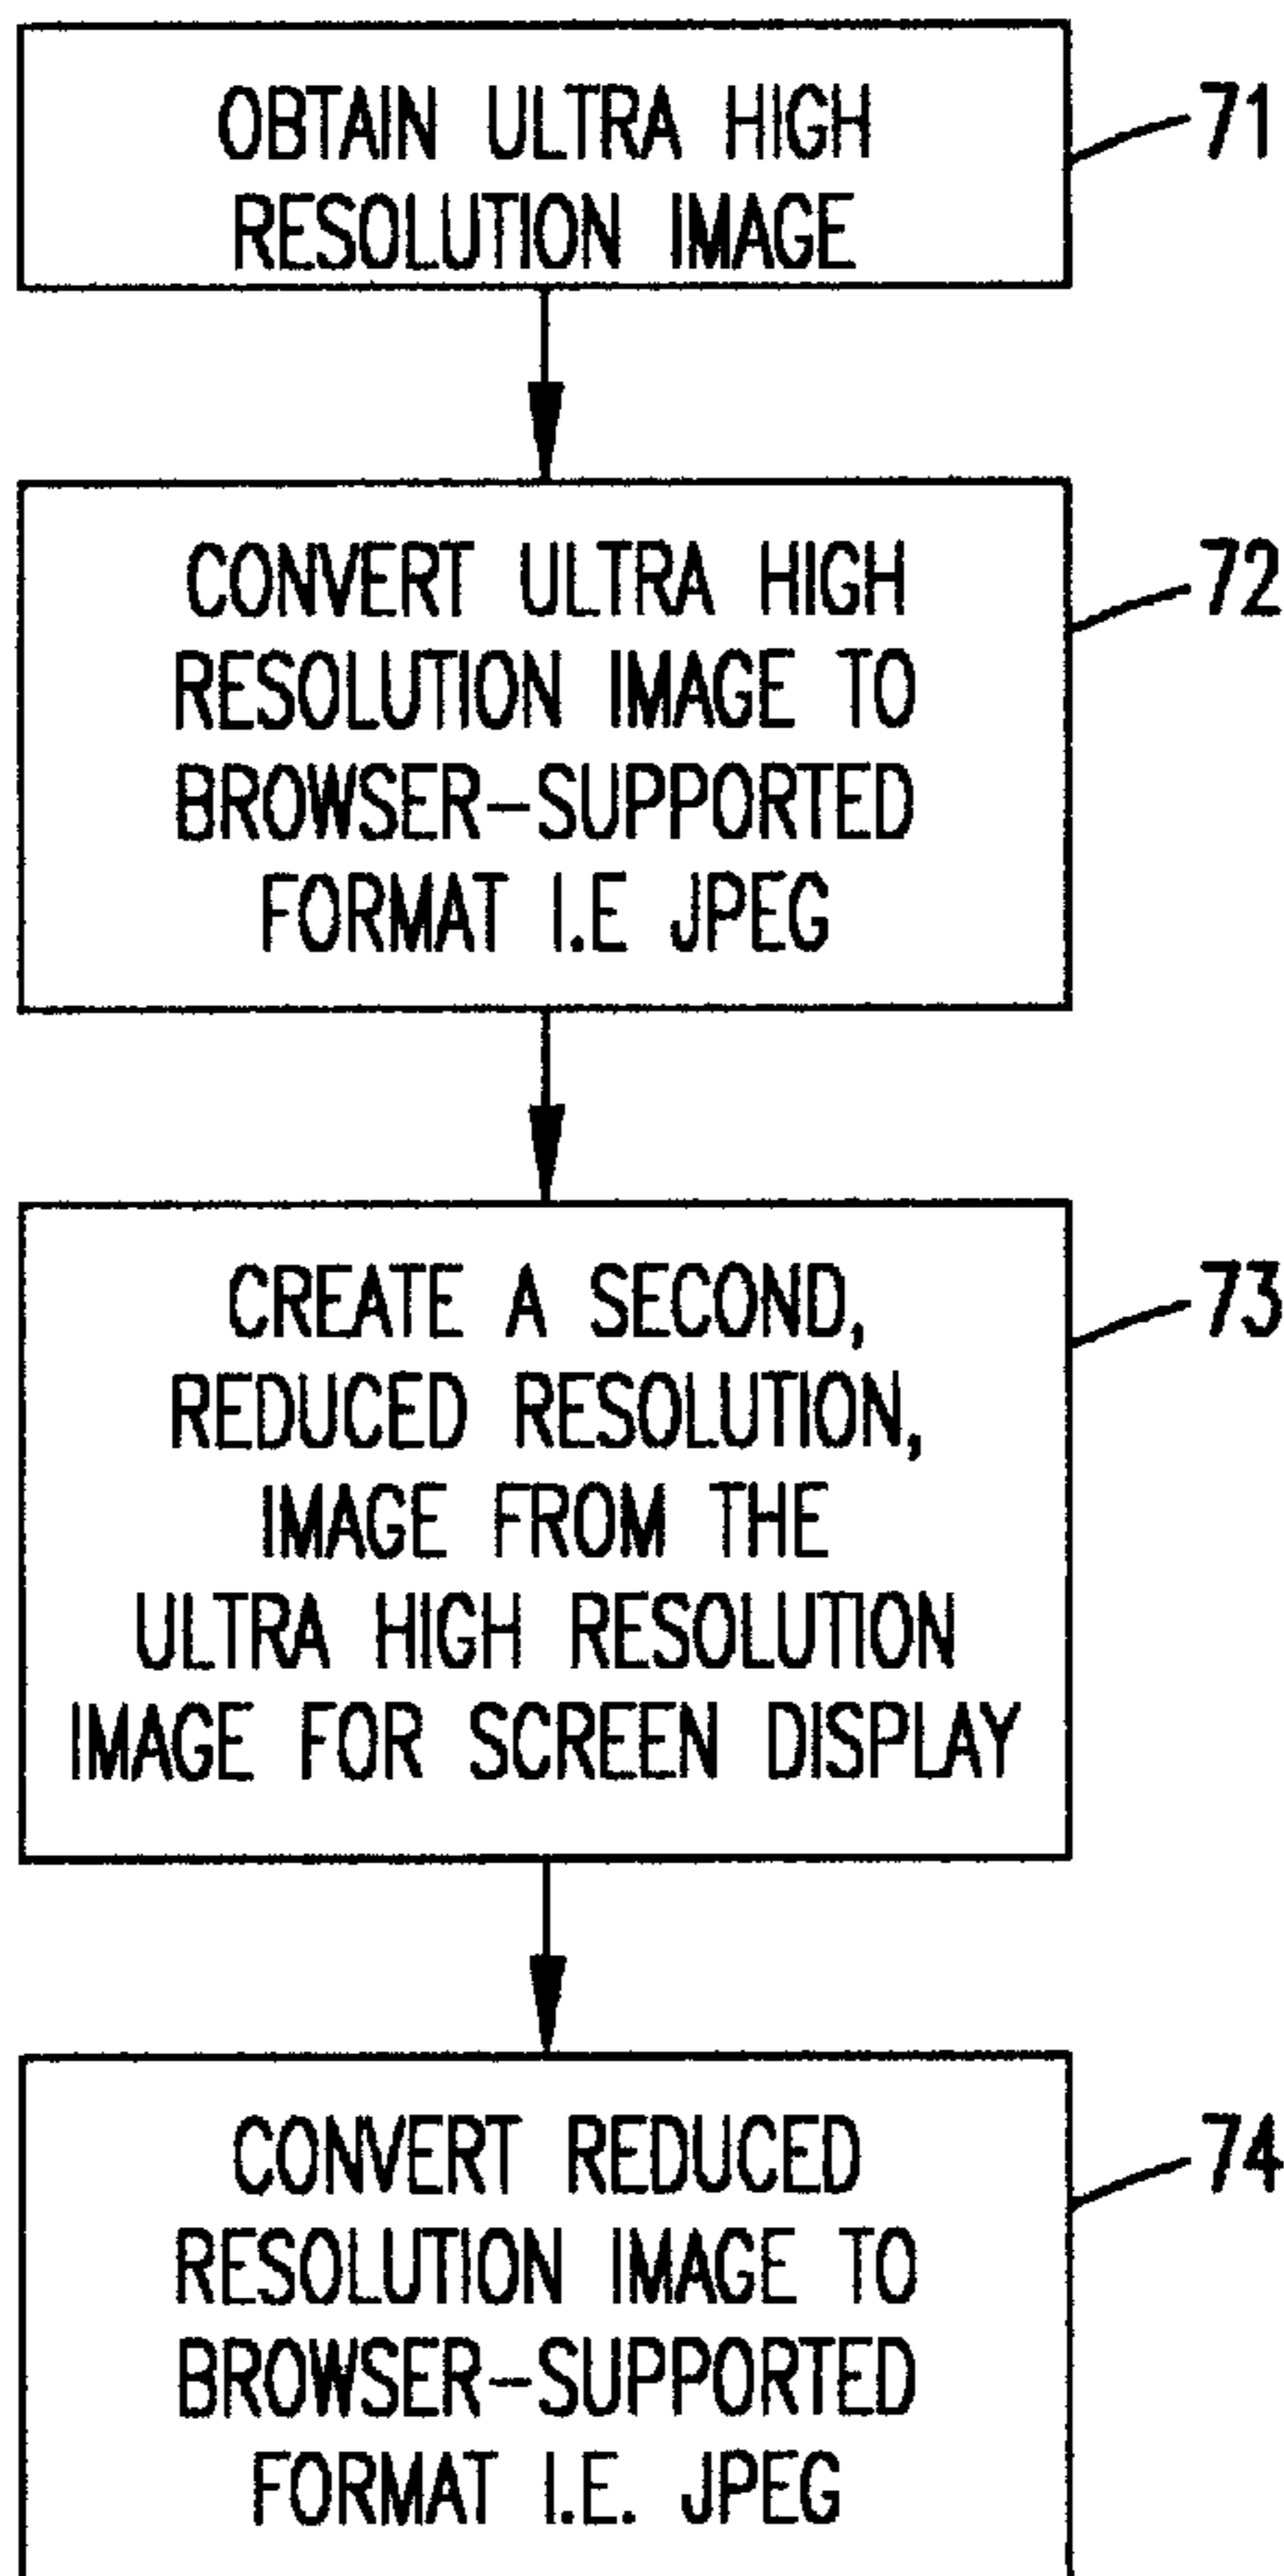 OBTAIN ULTRA HIGH
RESOLUTION IMAGE
71
CONVERT ULTRA HIGH
RESOLUTION IMAGE TO
BROWSER-SUPPORTED
FORMAT I.E JPEG
72
CREATE A SECOND,
REDUCED RESOLUTION,
IMAGE FROM THE
ULTRA HIGH RESOLUTION
IMAGE FOR SCREEN DISPLAY
73
CONVERT REDUCED
RESOLUTION IMAGE TO
BROWSER-SUPPORTED
FORMAT I.E. JPEG
74